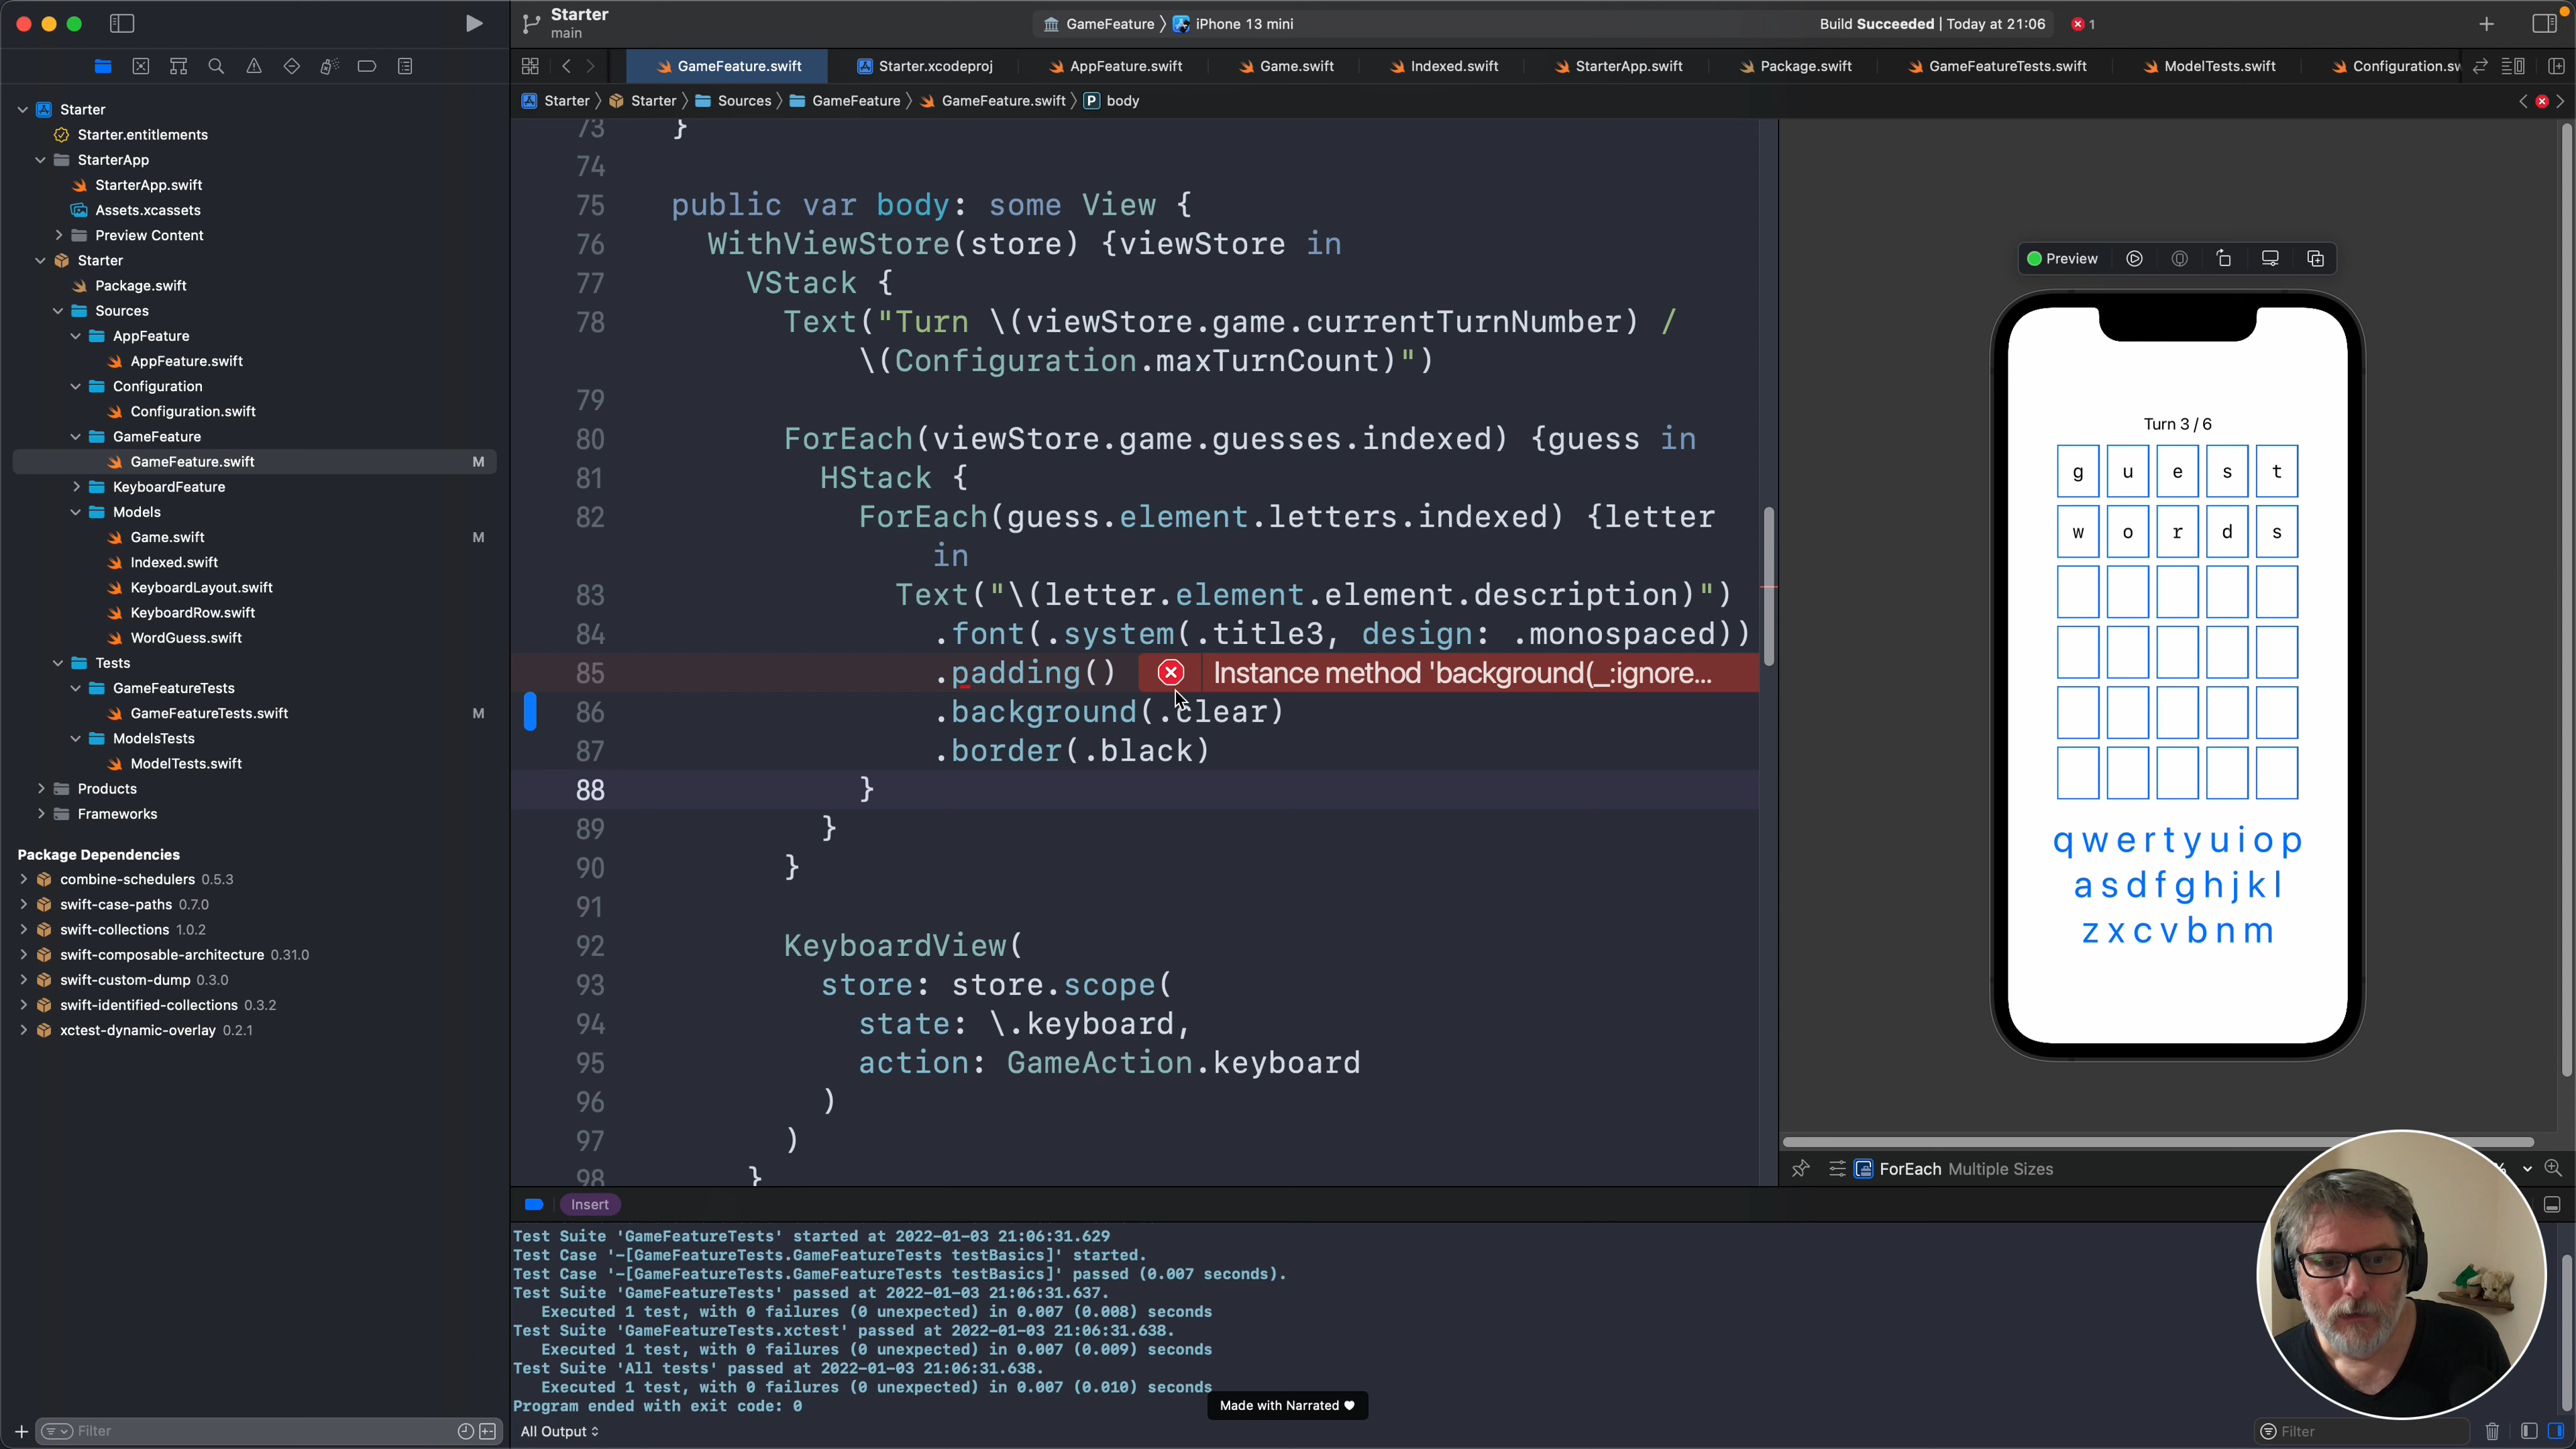 Starter
main
GameFeature
iPhone 13 mini
Build Succeeded | Today at 21:06
1
GameFeature.swift
Starter.xcodeproj
AppFeature.swift
Game.swift
Indexed.swift
StarterApp.swift
Package.swift
GameFeatureTests.swift
ModelTests.swift
Configuration.sw
Starter
Starter
Sources
GameFeature
GameFeature.swift
P body
Starter
Starter.entitlements
StarterApp
StarterApp.swift
Assets.xcassets
Preview Content
Starter
Package.swift
Sources
AppFeature
AppFeature.swift
Configuration
Configuration.swift
GameFeature
GameFeature.swift M
KeyboardFeature
Models
Game.swift M
Indexed.swift
KeyboardLayout.swift
KeyboardRow.swift
WordGuess.swift
Tests
GameFeatureTests
GameFeatureTests.swift M
ModelsTests
ModelTests.swift
Products
Frameworks
Package Dependencies
combine-schedulers 0.5.3
swift-case-paths 0.7.0
swift-collections 1.0.2
swift-composable-architecture 0.31.0
swift-custom-dump 0.3.0
swift-identified-collections 0.3.2
xctest-dynamic-overlay 0.2.1
Filter
73 }
74
75 public var body: some View {
76 WithViewStore(store) {viewStore in
77 VStack {
78 Text("Turn \(viewStore.game.currentTurnNumber) /
\(Configuration.maxTurnCount)")
79
80 ForEach(viewStore.game.guesses.indexed) {guess in
81 HStack {
82 ForEach(guess.element.letters.indexed) {letter
in
83 Text("\(letter.element.element.description)")
84 .font(.system(.title3, design: .monospaced))
85 .padding() Instance method 'background(_:ignore...
86 .background(.clear)
87 .border(.black)
88 }
89 }
90 }
91
92 KeyboardView(
93 store: store.scope(
94 state: \.keyboard,
95 action: GameAction.keyboard
96 )
97 )
98 }
Preview
Turn 3 / 6
g u e s t
w o r d s
q w e r t y u i o p
a s d f g h j k l
z x c v b n m
ForEach Multiple Sizes
Insert
Test Suite 'GameFeatureTests' started at 2022-01-03 21:06:31.629
Test Case '-[GameFeatureTests.GameFeatureTests testBasics]' started.
Test Case '-[GameFeatureTests.GameFeatureTests testBasics]' passed (0.007 seconds).
Test Suite 'GameFeatureTests' passed at 2022-01-03 21:06:31.637.
Executed 1 test, with 0 failures (0 unexpected) in 0.007 (0.008) seconds
Test Suite 'GameFeatureTests.xctest' passed at 2022-01-03 21:06:31.638.
Executed 1 test, with 0 failures (0 unexpected) in 0.007 (0.009) seconds
Test Suite 'All tests' passed at 2022-01-03 21:06:31.638.
Executed 1 test, with 0 failures (0 unexpected) in 0.007 (0.010) seconds
Program ended with exit code: 0
Made with Narrated ♥
All Output
Filter